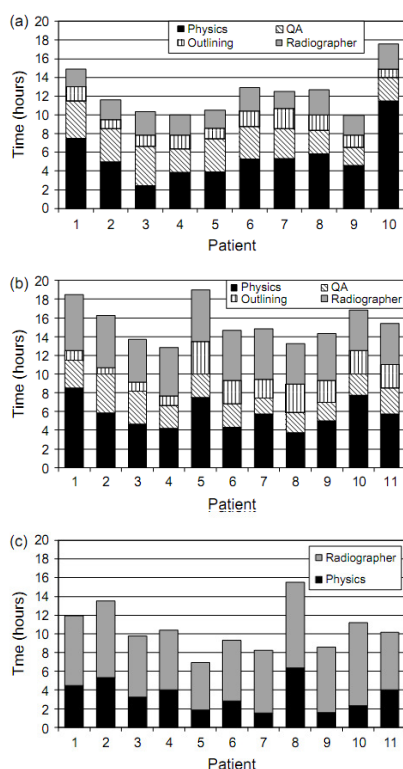 (a)
Physics QA
Outlining Radiographer
Time (hours)
20
18
16
14
12
10
8
6
4
2
0
1 2 3 4 5 6 7 8 9 10
Patient
(b)
Physics QA
Outlining Radiographer
Time (hours)
20
18
16
14
12
10
8
6
4
2
0
1 2 3 4 5 6 7 8 9 10 11
Patient
(c)
Radiographer
Physics
Tme (hours)
20
18
16
14
12
10
8
6
4
2
0
1 2 3 4 5 6 7 8 9 10 11
Patient